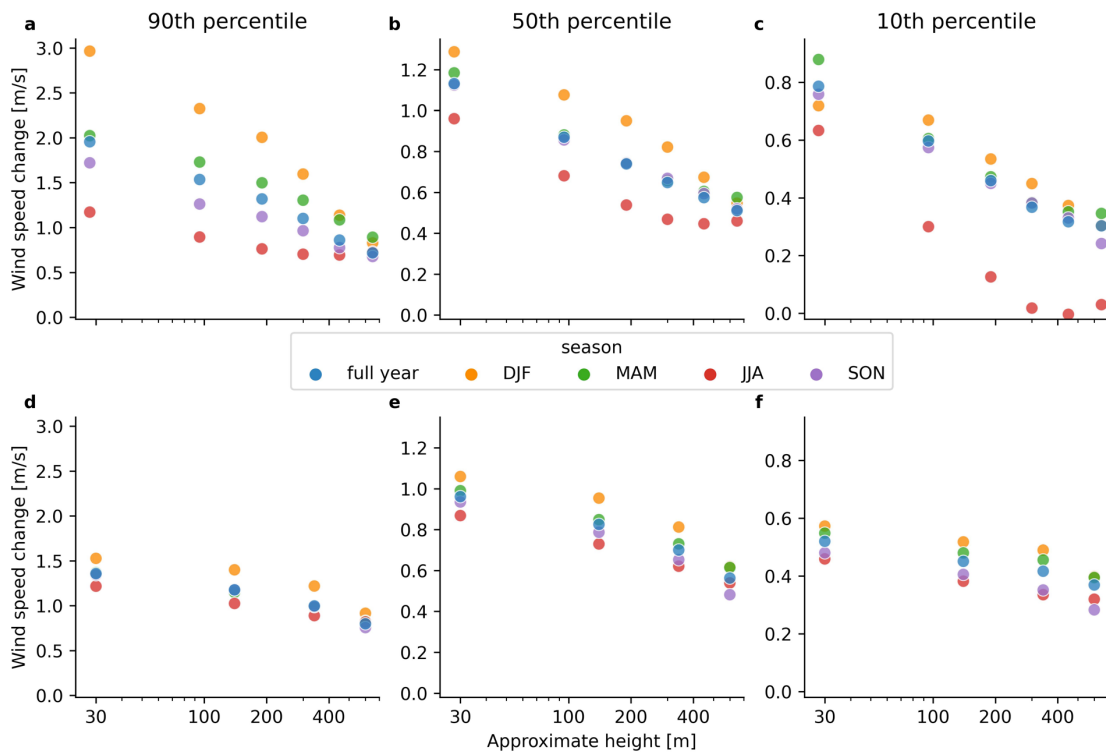 a 90th percentile
b 50th percentile
c 10th percentile
Wind speed change [m/s]
3.0
2.5
2.0
1.5
1.0
0.5
0.0
1.2
1.0
0.8
0.6
0.4
0.2
0.0
0.8
0.6
0.4
0.2
0.0
season
full year DJF MAM JJA SON
d
e
f
Wind speed change [m/s]
3.0
2.5
2.0
1.5
1.0
0.5
0.0
1.2
1.0
0.8
0.6
0.4
0.2
0.0
0.8
0.6
0.4
0.2
0.0
30 100 200 400
30 100 200 400
30 100 200 400
Approximate height [m]